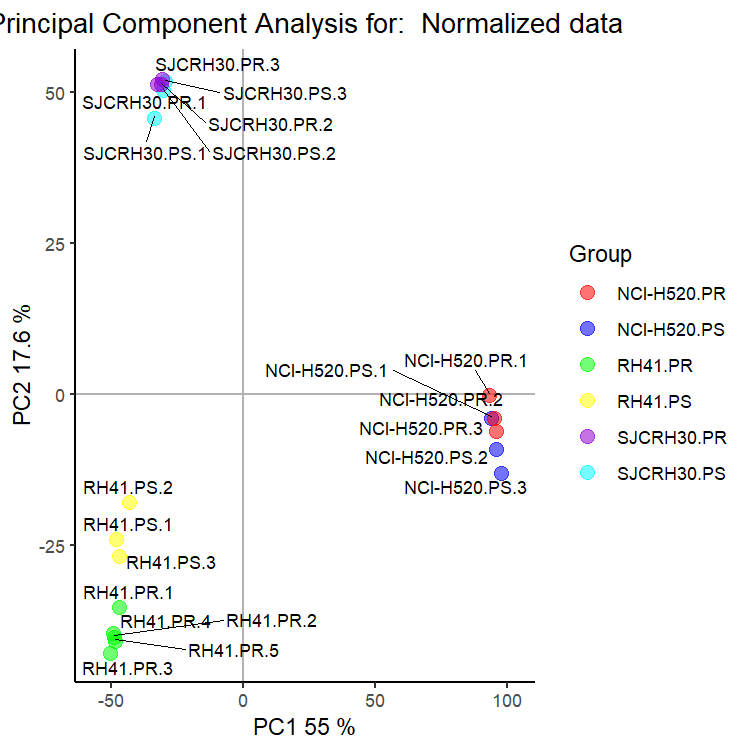 Principal Component Analysis for:  Normalized data
SJCRH30.PR.3
SJCRH30.PS.3
SJCRH30.PR.1
SJCRH30.PR.2
SJCRH30.PS.1
SJCRH30.PS.2
NCI-H520.PR.1
NCI-H520.PS.1
NCI-H520.PR.2
NCI-H520.PR.3
NCI-H520.PS.2
NCI-H520.PS.3
RH41.PS.2
RH41.PS.1
RH41.PS.3
RH41.PR.1
RH41.PR.4
RH41.PR.2
RH41.PR.5
RH41.PR.3
50
25
0
-25
PC2 17.6 %
-50
0
50
100
PC1 55 %
Group
NCI-H520.PR
NCI-H520.PS
RH41.PR
RH41.PS
SJCRH30.PR
SJCRH30.PS